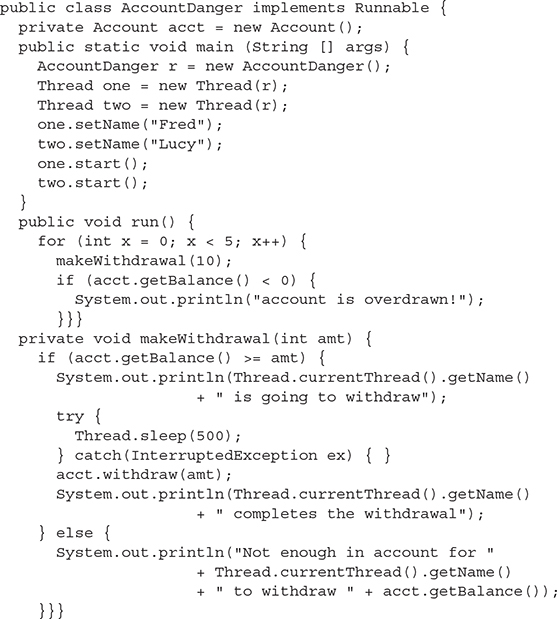 public class AccountDanger implements Runnable {
  private Account acct = new Account();
  public static void main (String [] args) {
    AccountDanger r = new AccountDanger();
    Thread one = new Thread(r);
    Thread two = new Thread(r);
    one.setName("Fred");
    two.setName("Lucy");
    one.start();
    two.start();
  }
  public void run() {
    for (int x = 0; x < 5; x++) {
      makeWithdrawal(10);
      if (acct.getBalance() < 0) {
        System.out.println("account is overdrawn!");
      }}}
  private void makeWithdrawal(int amt) {
    if (acct.getBalance() >= amt) {
      System.out.println(Thread.currentThread().getName()
                 + " is going to withdraw");
      try {
        Thread.sleep(500);
      } catch(InterruptedException ex) { }
      acct.withdraw(amt);
      System.out.println(Thread.currentThread().getName()
                 + " completes the withdrawal");
    } else {
      System.out.println("Not enough in account for "
                 + Thread.currentThread().getName()
                 + " to withdraw " + acct.getBalance());
    }}}